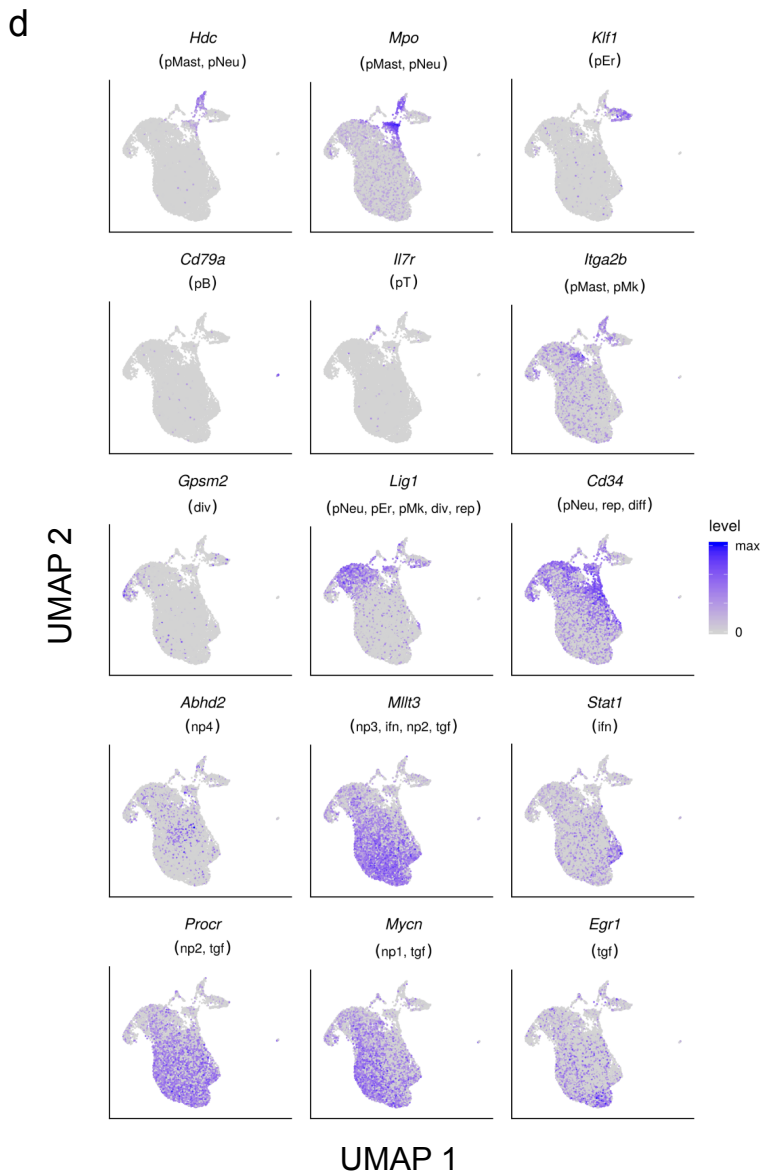 d
Hdc
(pMast, pNeu)
Mpo
(pMast, pNeu)
Klf1
(pEr)
Cd79a
(pB)
Il7r
(pT)
Itga2b
(pMast, pMk)
Gpsm2
(div)
Lig1
(pNeu, pEr, pMk, div, rep)
Cd34
(pNeu, rep, diff)
level
max
0
Abhd2
(np4)
Mllt3
(np3, ifn, np2, tgf)
Stat1
(ifn)
Procr
(np2, tgf)
Mycn
(np1, tgf)
Egr1
(tgf)
UMAP 2
UMAP 1